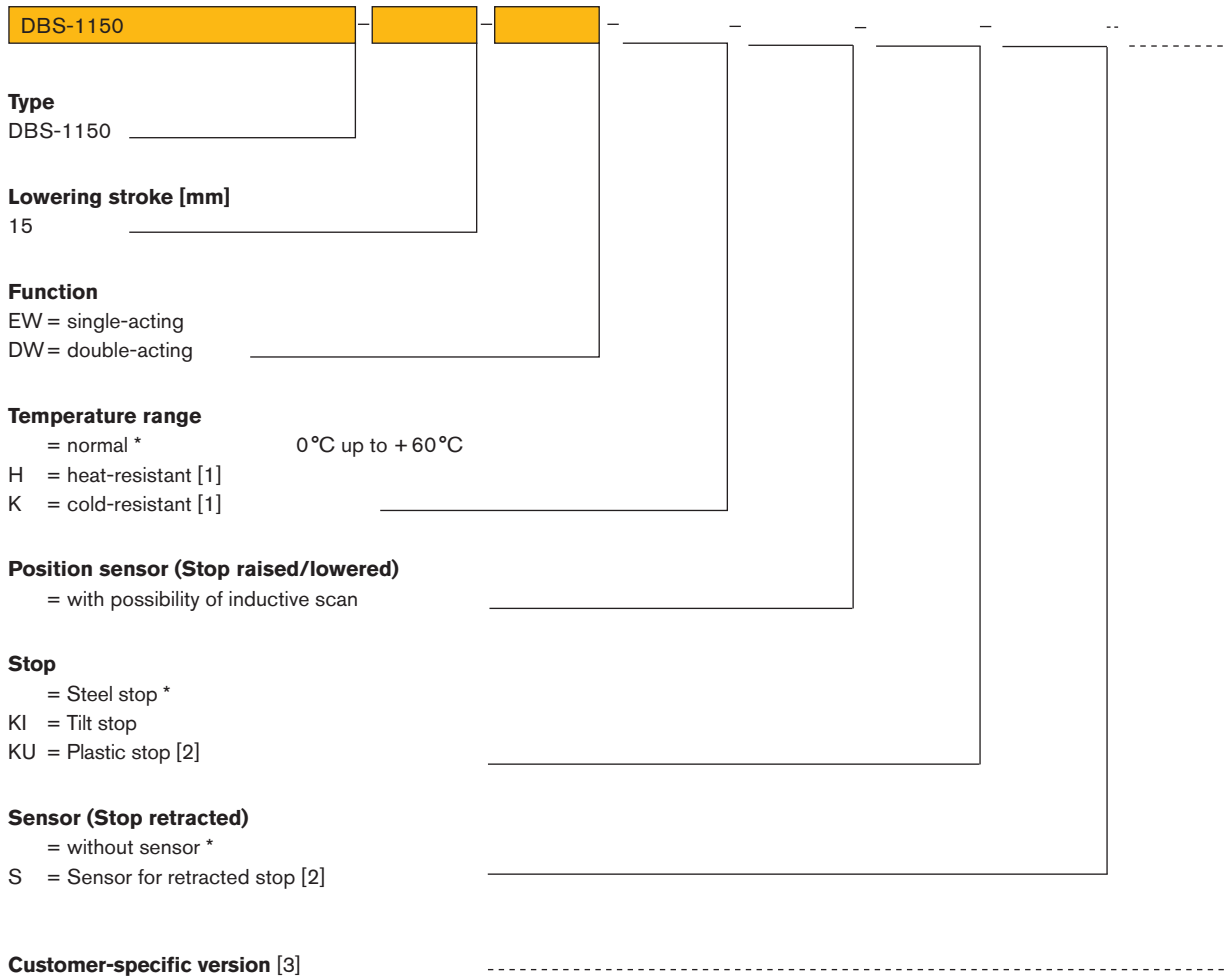 DBS-1150 – – – – – – --
Type
DBS-1150
Lowering stroke [mm]
15
Function
EW = single-acting
DW = double-acting
Temperature range
= normal * 0 °C up to + 60 °C
H = heat-resistant [1]
K = cold-resistant [1]
Position sensor (Stop raised/lowered)
= with possibility of inductive scan
Stop
= Steel stop *
KI = Tilt stop
KU = Plastic stop [2]
Sensor (Stop retracted)
= without sensor *
S = Sensor for retracted stop [2]
Customer-specific version [3]